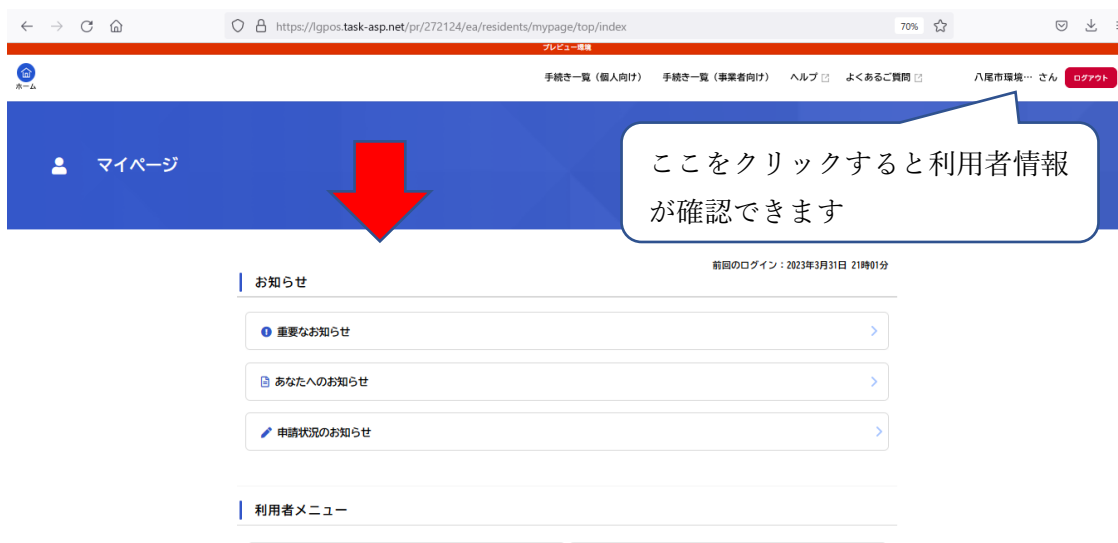 https://lgpos.task-asp.net/pr/272124/ea/residents/mypage/top/index
70%
プレビュー環境
ホーム
手続き一覧（個人向け） 手続き一覧（事業者向け） ヘルプ よくあるご質問 八尾市環境… さん ログアウト
マイページ
ここをクリックすると利用者情報
が確認できます
前回のログイン：2023年3月31日 21時01分
お知らせ
重要なお知らせ
あなたへのお知らせ
申請状況のお知らせ
利用者メニュー